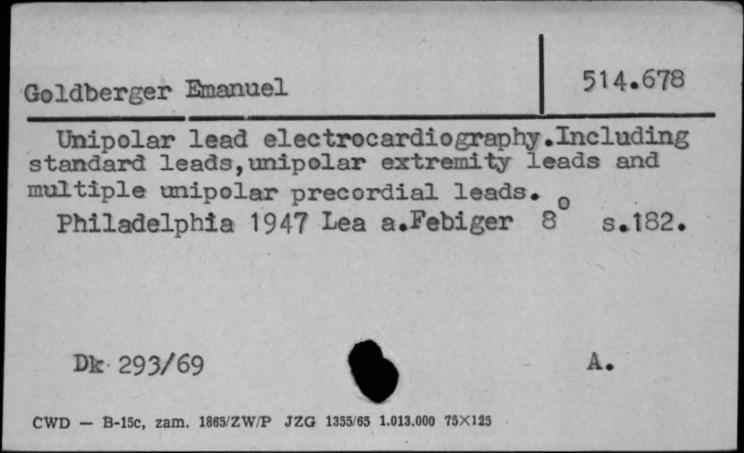 Goldberger Emanuel 514.678
Unipolar lead electrocardiography.Including
standard leads,unipolar extremity leads and
multiple unipolar precordial leads.
Philadelphia 1947 Lea a.Febiger 8° s.182.
Dk 293/69 A.
CWD — B-15c, zam. 1865/ZW/P JZG 1355/65 1.013.000 75×125